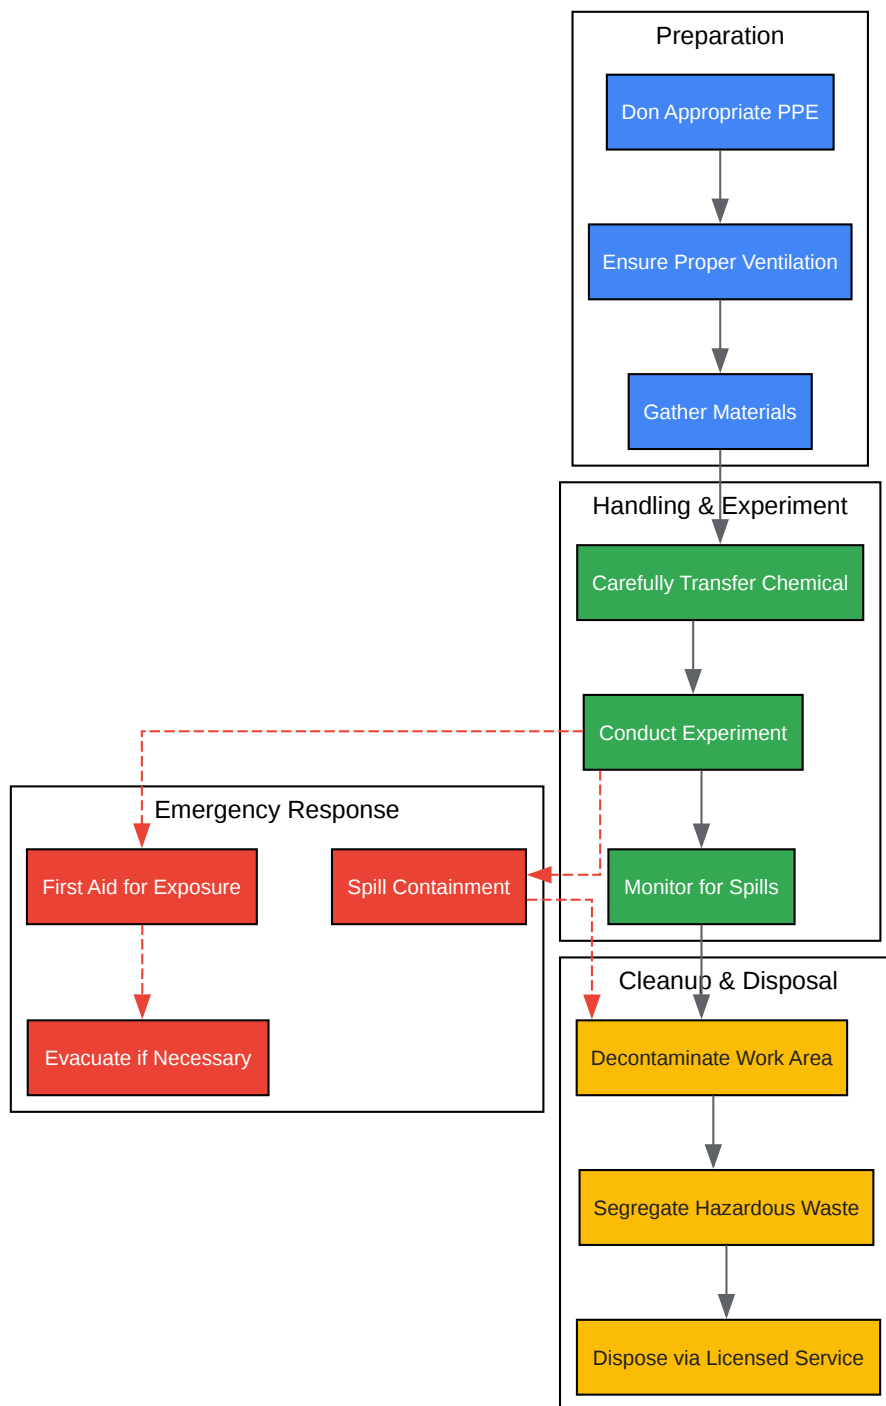 Preparation
Don Appropriate PPE
Ensure Proper Ventilation
Gather Materials
Handling & Experiment
Carefully Transfer Chemical
Conduct Experiment
Emergency Response
First Aid for Exposure
Spill Containment
Monitor for Spills
Cleanup & Disposal
Evacuate if Necessary
Decontaminate Work Area
Segregate Hazardous Waste
Dispose via Licensed Service